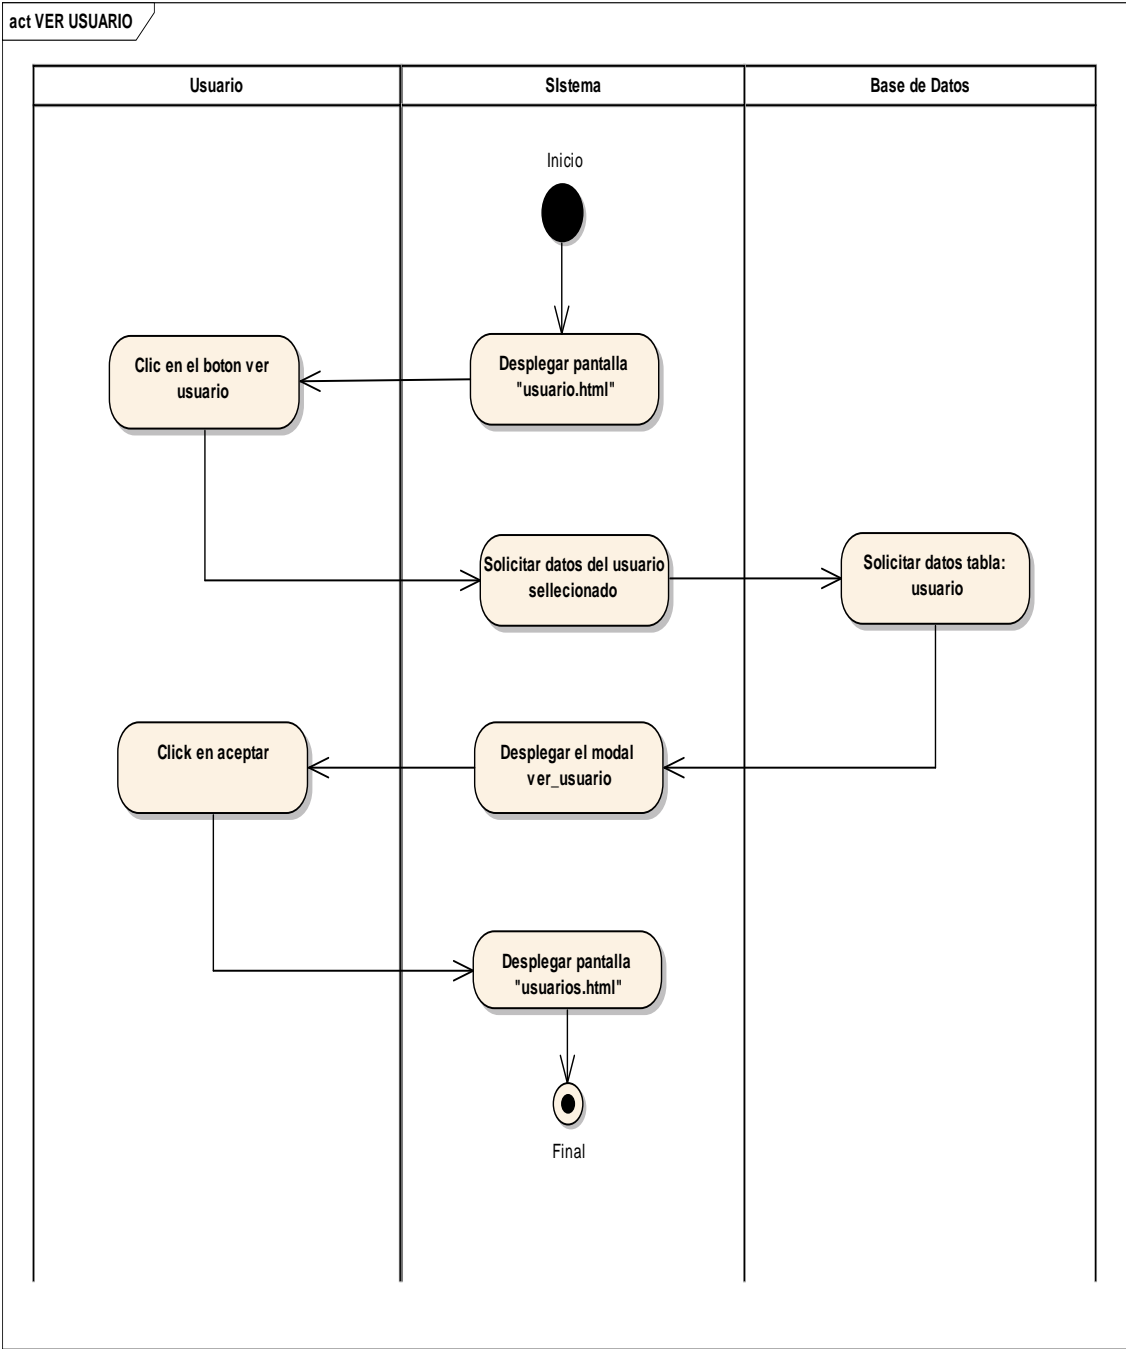 act VER USUARIO
Usuario
SIstema
Base de Datos
Inicio
Clic en el boton ver
usuario
Desplegar pantalla
"usuario.html"
Solicitar datos del usuario
sellecionado
Solicitar datos tabla:
usuario
Click en aceptar
Desplegar el modal
ver_usuario
Desplegar pantalla
"usuarios.html"
Final